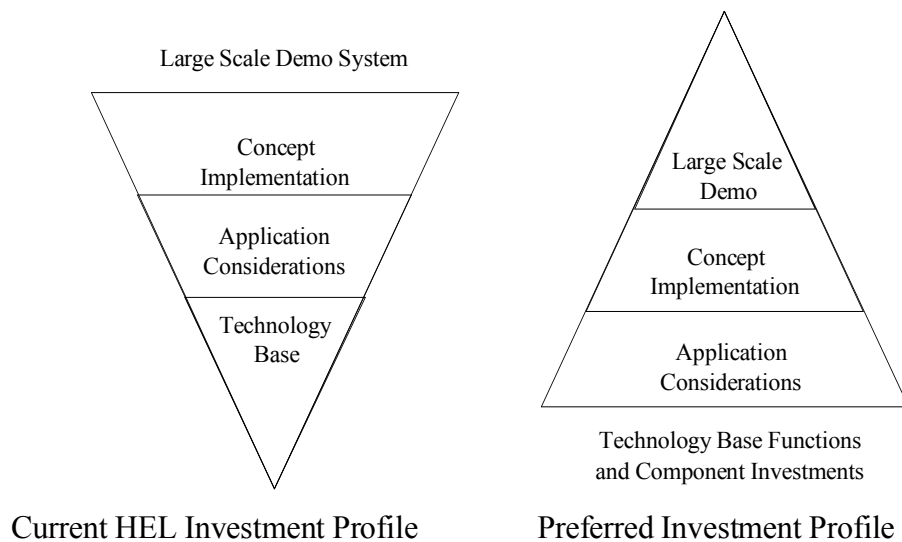 Large Scale Demo System
Concept
Implementation
Application
Considerations
Technology
Base
Current HEL Investment Profile
Large Scale
Demo
Concept
Implementation
Application
Considerations
Technology Base Functions
and Component Investments
Preferred Investment Profile